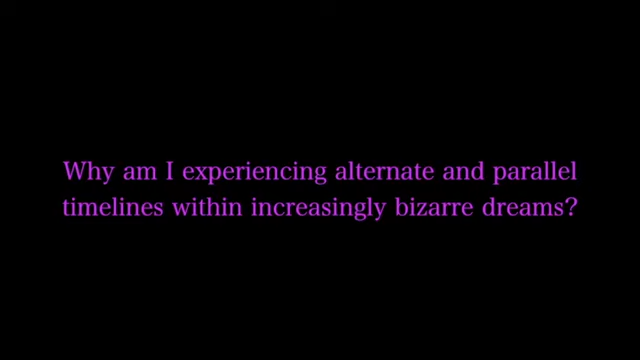 Why am I experiencing alternate and parallel
timelines within increasingly bizarre dreams?